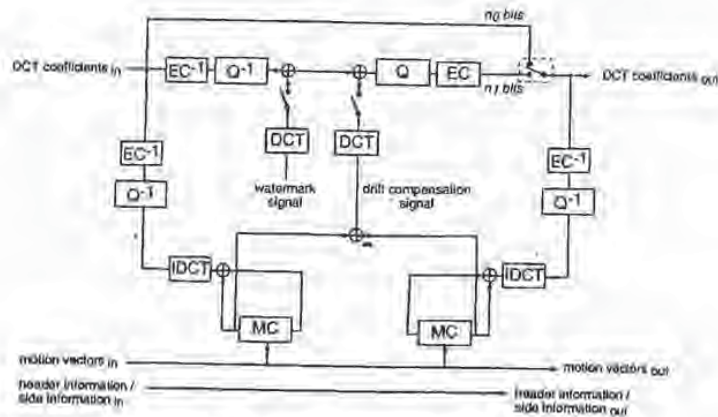 n0 bits
DCT coefficients in
EC-1
Q-1
Q
EC
DCT coefficients out
n1 bits
DCT
DCT
EC-1
EC-1
watermark signal
drift compensation signal
Q-1
Q-1
IDCT
IDCT
MC
MC
motion vectors in
motion vectors out
header information /
side information in
header information /
side information out